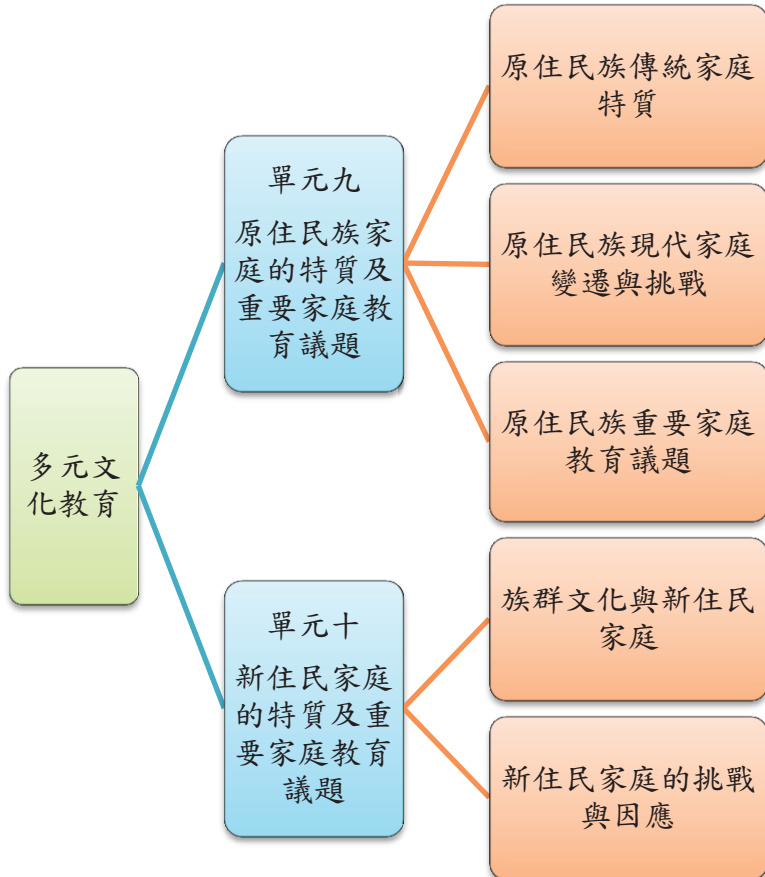 多元文
化教育
單元九
原住民族家
庭的特質及
重要家庭教
育議題
原住民族傳統家庭
特質
原住民族現代家庭
變遷與挑戰
原住民族重要家庭
教育議題
單元十
新住民家庭
的特質及重
要家庭教育
議題
族群文化與新住民
家庭
新住民家庭的挑戰
與因應